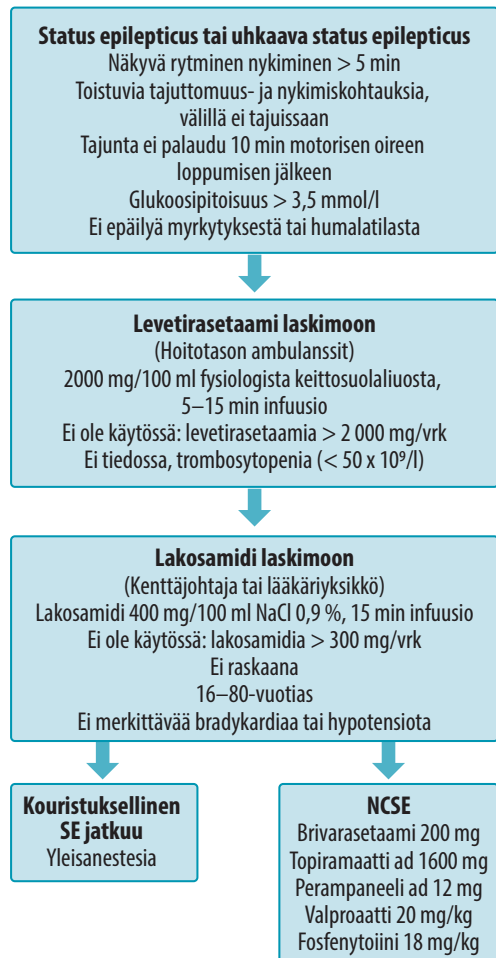 Status epilepticus tai uhkaava status epilepticus
Näkyvä rytminen nykiminen > 5 min
Toistuvia tajuttomuus- ja nykimiskohtauksia,
välillä ei tajuissaan
Tajunta ei palaudu 10 min motorisen oireen
loppumisen jälkeen
Glukoosipitoisuus > 3,5 mmol/l
Ei epäilyä myrkytyksestä tai humalatilasta
Levetirasetaami laskimoon
(Hoitotason ambulanssit)
2000 mg/100 ml fysiologista keittosuolaliuosta,
5–15 min infuusio
Ei ole käytössä: levetirasetaamia > 2 000 mg/vrk
Ei tiedossa, trombosytopenia (< 50 x 10⁹/l)
Lakosamidi laskimoon
(Kenttäjohtaja tai lääkäriyksikkö)
Lakosamidi 400 mg/100 ml NaCl 0,9 %, 15 min infuusio
Ei ole käytössä: lakosamidia > 300 mg/vrk
Ei raskaana
16–80-vuotias
Ei merkittävää bradykardiaa tai hypotensiota
Kouristuksellinen
SE jatkuu
Yleisanestesia
NCSE
Brivarasetaami 200 mg
Topiramaatti ad 1600 mg
Perampaneeli ad 12 mg
Valproaatti 20 mg/kg
Fosfenytoiini 18 mg/kg